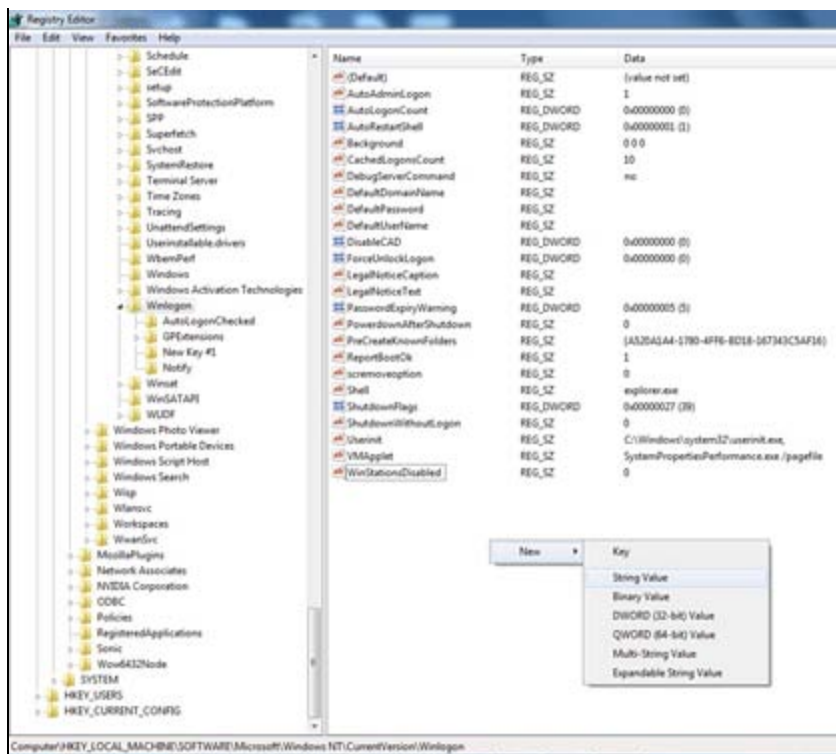 Registry Editor
File Edit View Favorites Help
Schedule
SeCEdit
setup
SoftwareProtectionPlatform
SPP
Superfetch
Svchost
SystemRestore
Terminal Server
Time Zones
Tracing
UnattendSettings
Userinstallable.drivers
WbemPerf
Windows
Windows Activation Technologies
Winlogon
AutoLogonChecked
GPExtensions
New Key #1
Notify
Winset
WinSATAPI
WUDF
Windows Photo Viewer
Windows Portable Devices
Windows Script Host
Windows Search
Wisp
Wlansvc
Workspaces
WwanSvc
MozillaPlugins
Network Associates
NVIDIA Corporation
ODBC
Policies
RegisteredApplications
Sonic
Wow6432Node
SYSTEM
HKEY_USERS
HKEY_CURRENT_CONFIG
Name Type Data
(Default) REG_SZ (value not set)
AutoAdminLogon REG_SZ 1
AutoLogonCount REG_DWORD 0x00000000 (0)
AutoRestartShell REG_DWORD 0x00000001 (1)
Background REG_SZ 0 0 0
CachedLogonsCount REG_SZ 10
DebugServerCommand REG_SZ no
DefaultDomainName REG_SZ
DefaultPassword REG_SZ
DefaultUserName REG_SZ
DisableCAD REG_DWORD 0x00000000 (0)
ForceUnlockLogon REG_DWORD 0x00000000 (0)
LegalNoticeCaption REG_SZ
LegalNoticeText REG_SZ
PasswordExpiryWarning REG_DWORD 0x00000005 (5)
PowerdownAfterShutdown REG_SZ 0
PreCreateKnownFolders REG_SZ {A520A1A4-1780-4FF6-BD18-167343C5AF16}
ReportBootOk REG_SZ 1
scremoveoption REG_SZ 0
Shell REG_SZ explorer.exe
ShutdownFlags REG_DWORD 0x00000027 (39)
ShutdownWithoutLogon REG_SZ 0
Userinit REG_SZ C:\Windows\system32\userinit.exe,
VMApplet REG_SZ SystemPropertiesPerformance.exe /pagefile
WinStationsDisabled REG_SZ 0
New
Key
String Value
Binary Value
DWORD (32-bit) Value
QWORD (64-bit) Value
Multi-String Value
Expandable String Value
Computer\HKEY_LOCAL_MACHINE\SOFTWARE\Microsoft\Windows NT\CurrentVersion\Winlogon